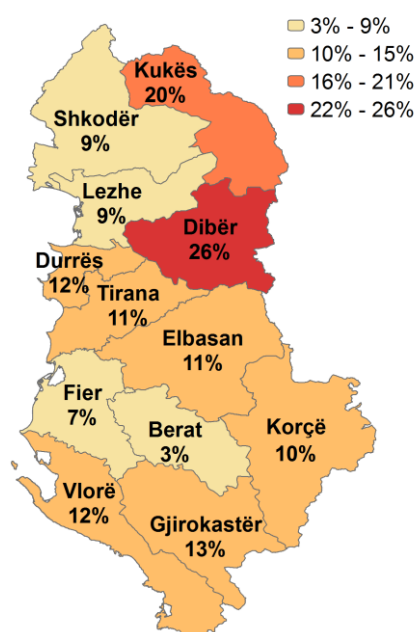 3% - 9%
10% - 15%
16% - 21%
22% - 26%
Kukës
20%
Shkodër
9%
Lezhe
9%
Dibër
26%
Durrës
12%
Tirana
11%
Elbasan
11%
Fier
7%
Berat
3%
Korçë
10%
Vlorë
12%
Gjirokastër
13%